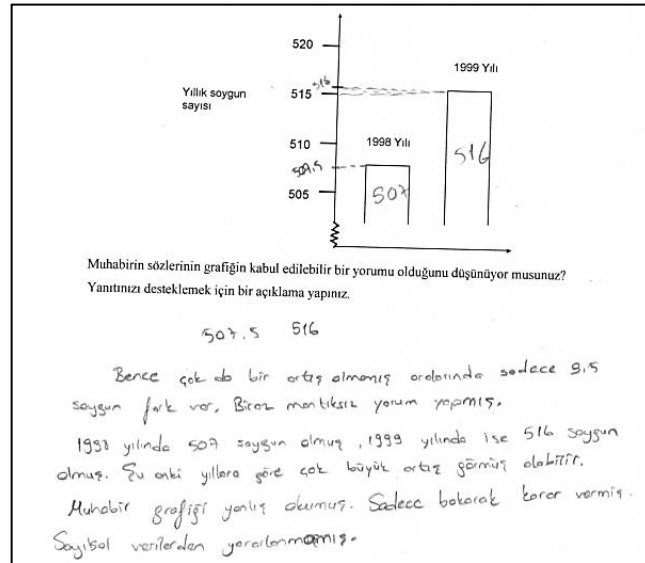 520
1999 Yılı
516
Yıllık soygun
sayısı
515
510
1998 Yılı
516
507.5
507
505
Muhabirin sözlerinin grafiğin kabul edilebilir bir yorumu olduğunu düşünüyor musunuz?
Yanıtınızı desteklemek için bir açıklama yapınız.
507.5 516
Bence çok da bir artış olmamış aralarında sadece 9.5
soygun fark var. Biraz mantıksız yorum yapmış.
1998 yılında 507 soygun olmuş, 1999 yılında ise 516 soygun
olmuş. Şu anki yıllara göre çok büyük artış görmüş olabilir.
Muhabir grafiği yanlış okumuş. Sadece bakarak karar vermiş.
Sayısal verilerden yararlanmamış.